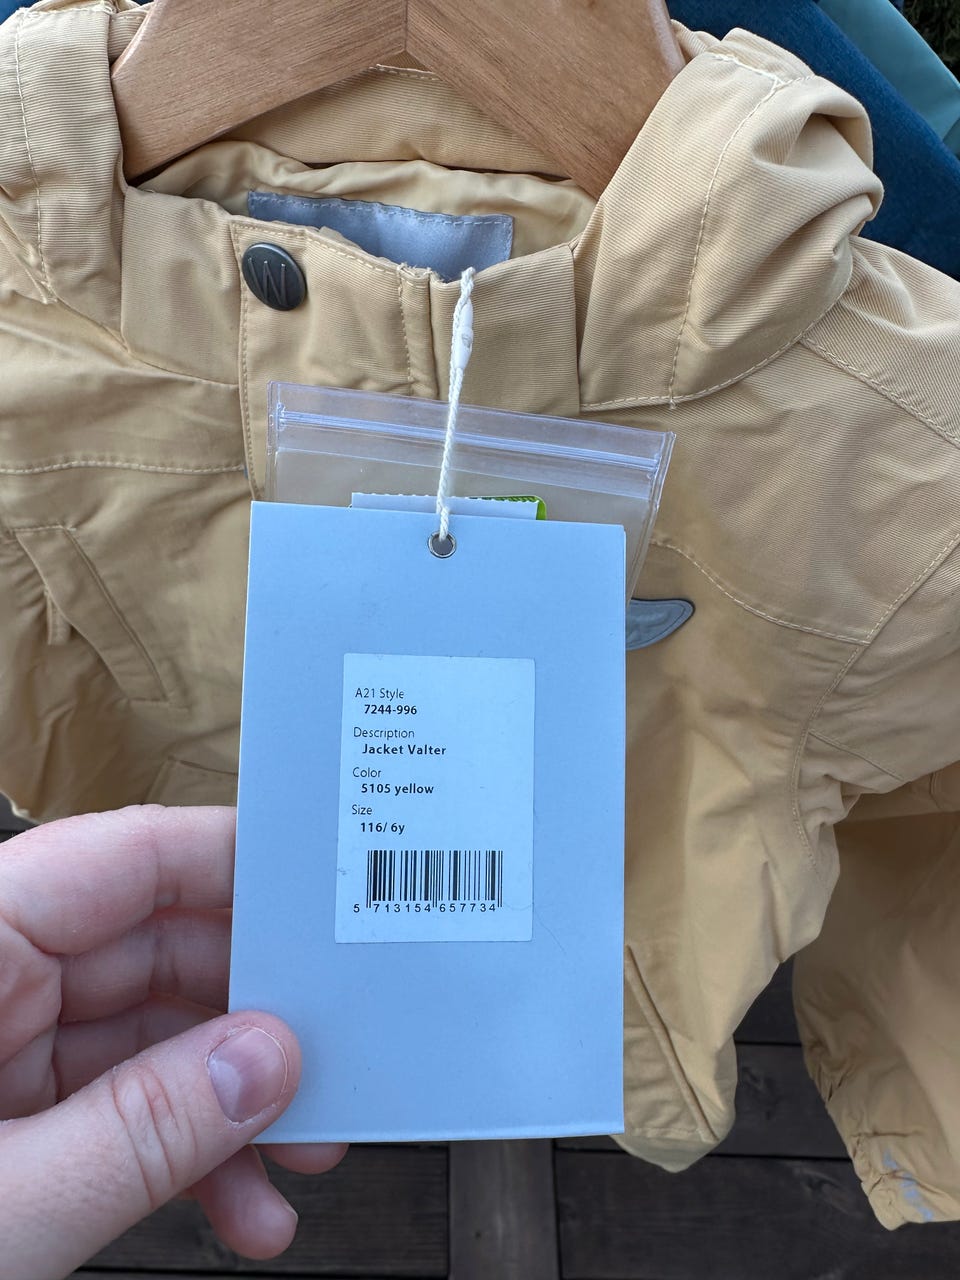 W
A21 Style
7244-996
Description
Jacket Valter
Color
5105 yellow
Size
116/ 6y
5 713154 657734